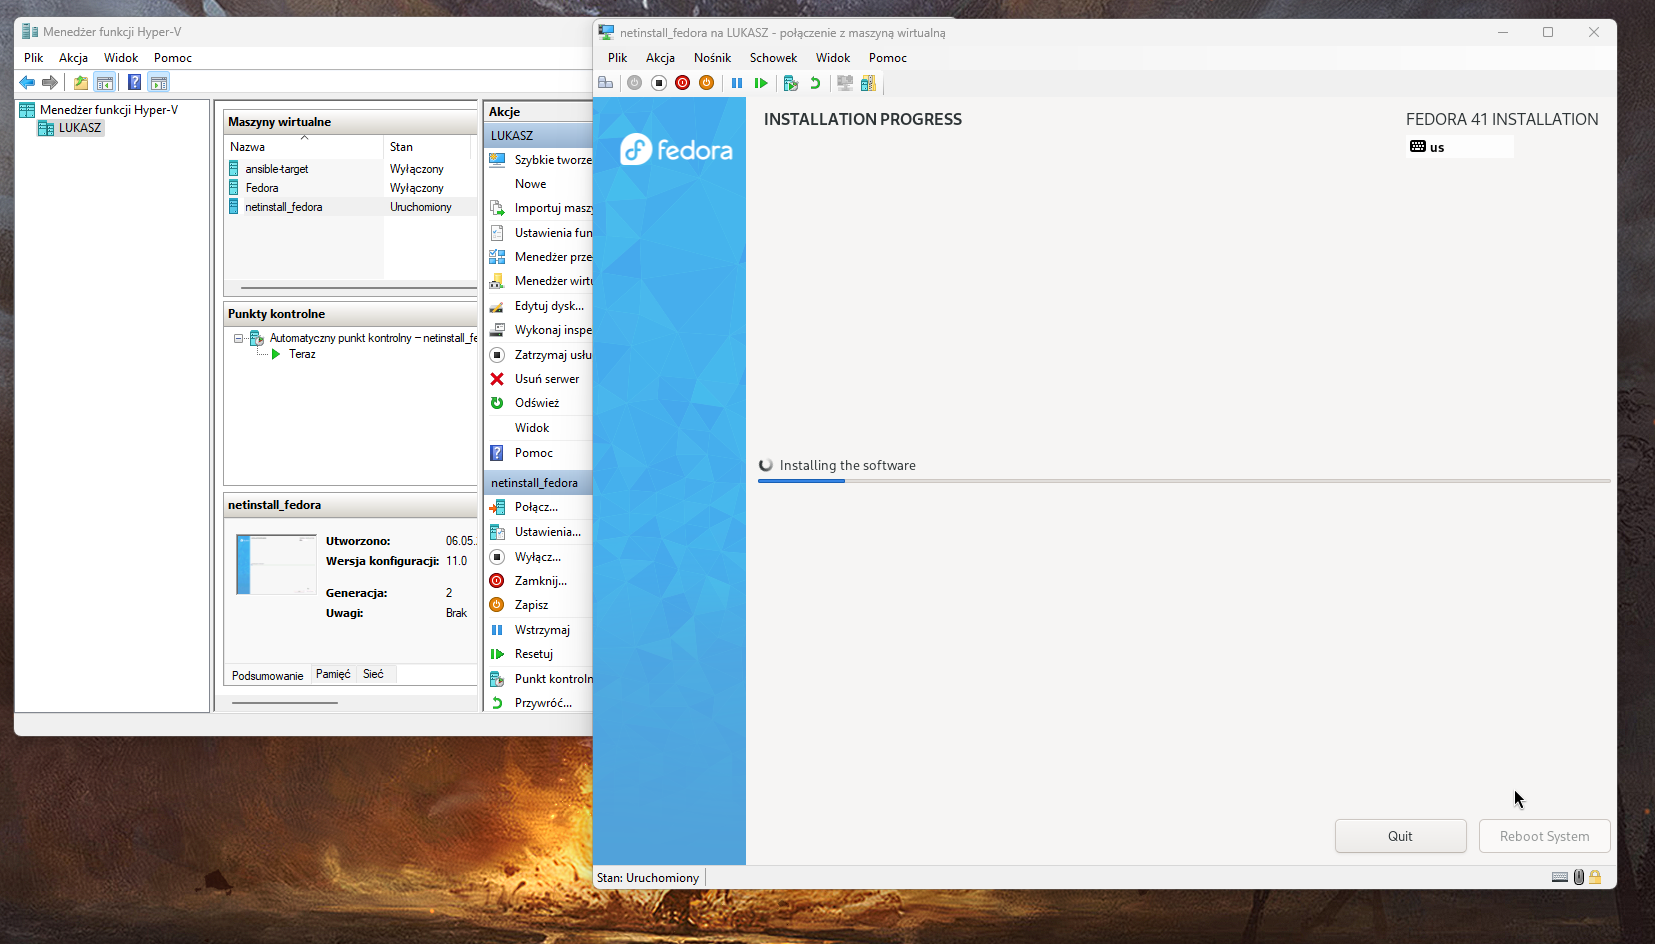 Menedżer funkcji Hyper-V
Plik Akcja Widok Pomoc
Menedżer funkcji Hyper-V
LUKASZ
Maszyny wirtualne
Nazwa Stan
ansible-target Wyłączony
Fedora Wyłączony
netinstall_fedora Uruchomiony
Punkty kontrolne
Automatyczny punkt kontrolny – netinstall_fe
Teraz
netinstall_fedora
Utworzono: 06.05.
Wersja konfiguracji: 11.0
Generacja: 2
Uwagi: Brak
Podsumowanie Pamięć Sieć
Akcje
LUKASZ
Szybkie tworze
Nowe
Importuj masz
Ustawienia fun
Menedżer prze
Menedżer wirtu
Edytuj dysk...
Wykonaj inspe
Zatrzymaj usłu
Usuń serwer
Odśwież
Widok
Pomoc
netinstall_fedora
Połącz...
Ustawienia...
Wyłącz...
Zamknij...
Zapisz
Wstrzymaj
Resetuj
Punkt kontroln
Przywróć...
netinstall_fedora na LUKASZ - połączenie z maszyną wirtualną
Plik Akcja Nośnik Schowek Widok Pomoc
fedora
INSTALLATION PROGRESS
FEDORA 41 INSTALLATION
us
Installing the software
Quit Reboot System
Stan: Uruchomiony